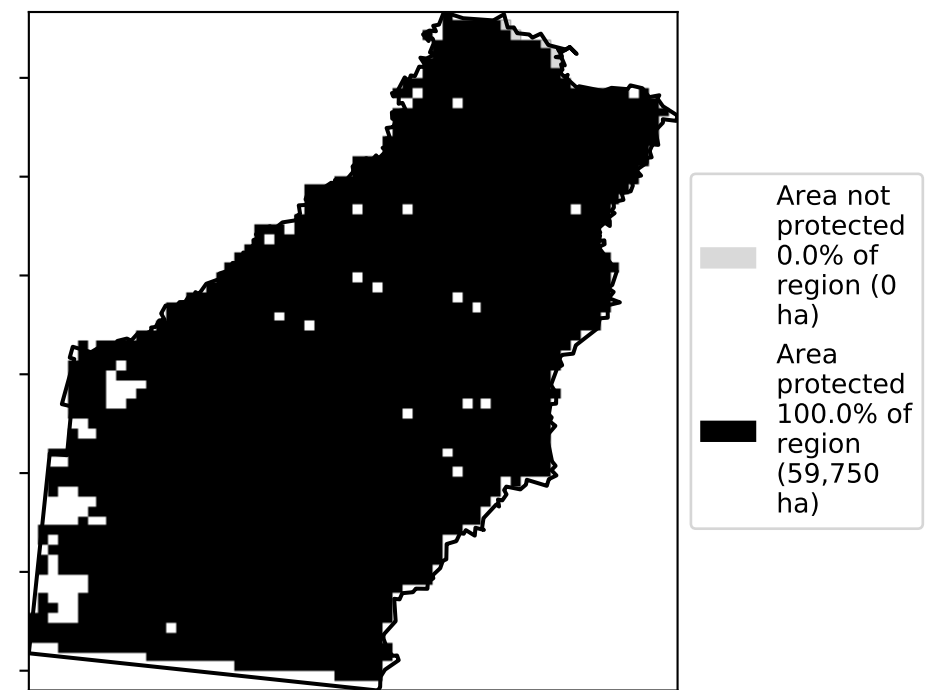 Area not
protected
0.0% of
region (0
ha)
Area
protected
100.0% of
region
(59,750
ha)